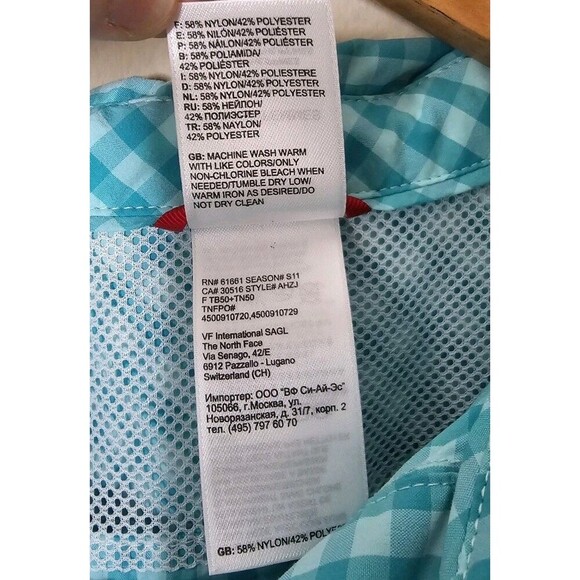 F: 58% NYLON/42% POLYESTER
E: 58% NILÓN/42% POLIÉSTER
P: 58% NÁILON/42% POLIÉSTER
B: 58% POLIAMIDA/
42% POLIÉSTER
I: 58% NYLON/42% POLIESTERE
D: 58% NYLON/42% POLYESTER
NL: 58% NYLON/42% POLYESTER
RU: 58% НЕЙЛОН/
42% ПОЛИЭСТЕР
TR: 58% NAYLON/
42% POLYESTER
GB: MACHINE WASH WARM
WITH LIKE COLORS/ONLY
NON-CHLORINE BLEACH WHEN
NEEDED/TUMBLE DRY LOW/
WARM IRON AS DESIRED/DO
NOT DRY CLEAN
RN# 61661 SEASON# S11
CA# 30516 STYLE# AHZJ
F TB50+TN50
TNFPO#
4500910720,4500910729
VF International SAGL
The North Face
Via Senago, 42/E
6912 Pazzallo - Lugano
Switzerland (CH)
Импортер: ООО "ВФ Си-Ай-Эс"
105066, г.Москва, ул.
Новорязанская, д. 31/7, корп. 2
тел. (495) 797 60 70
GB: 58% NYLON/42% POLYES